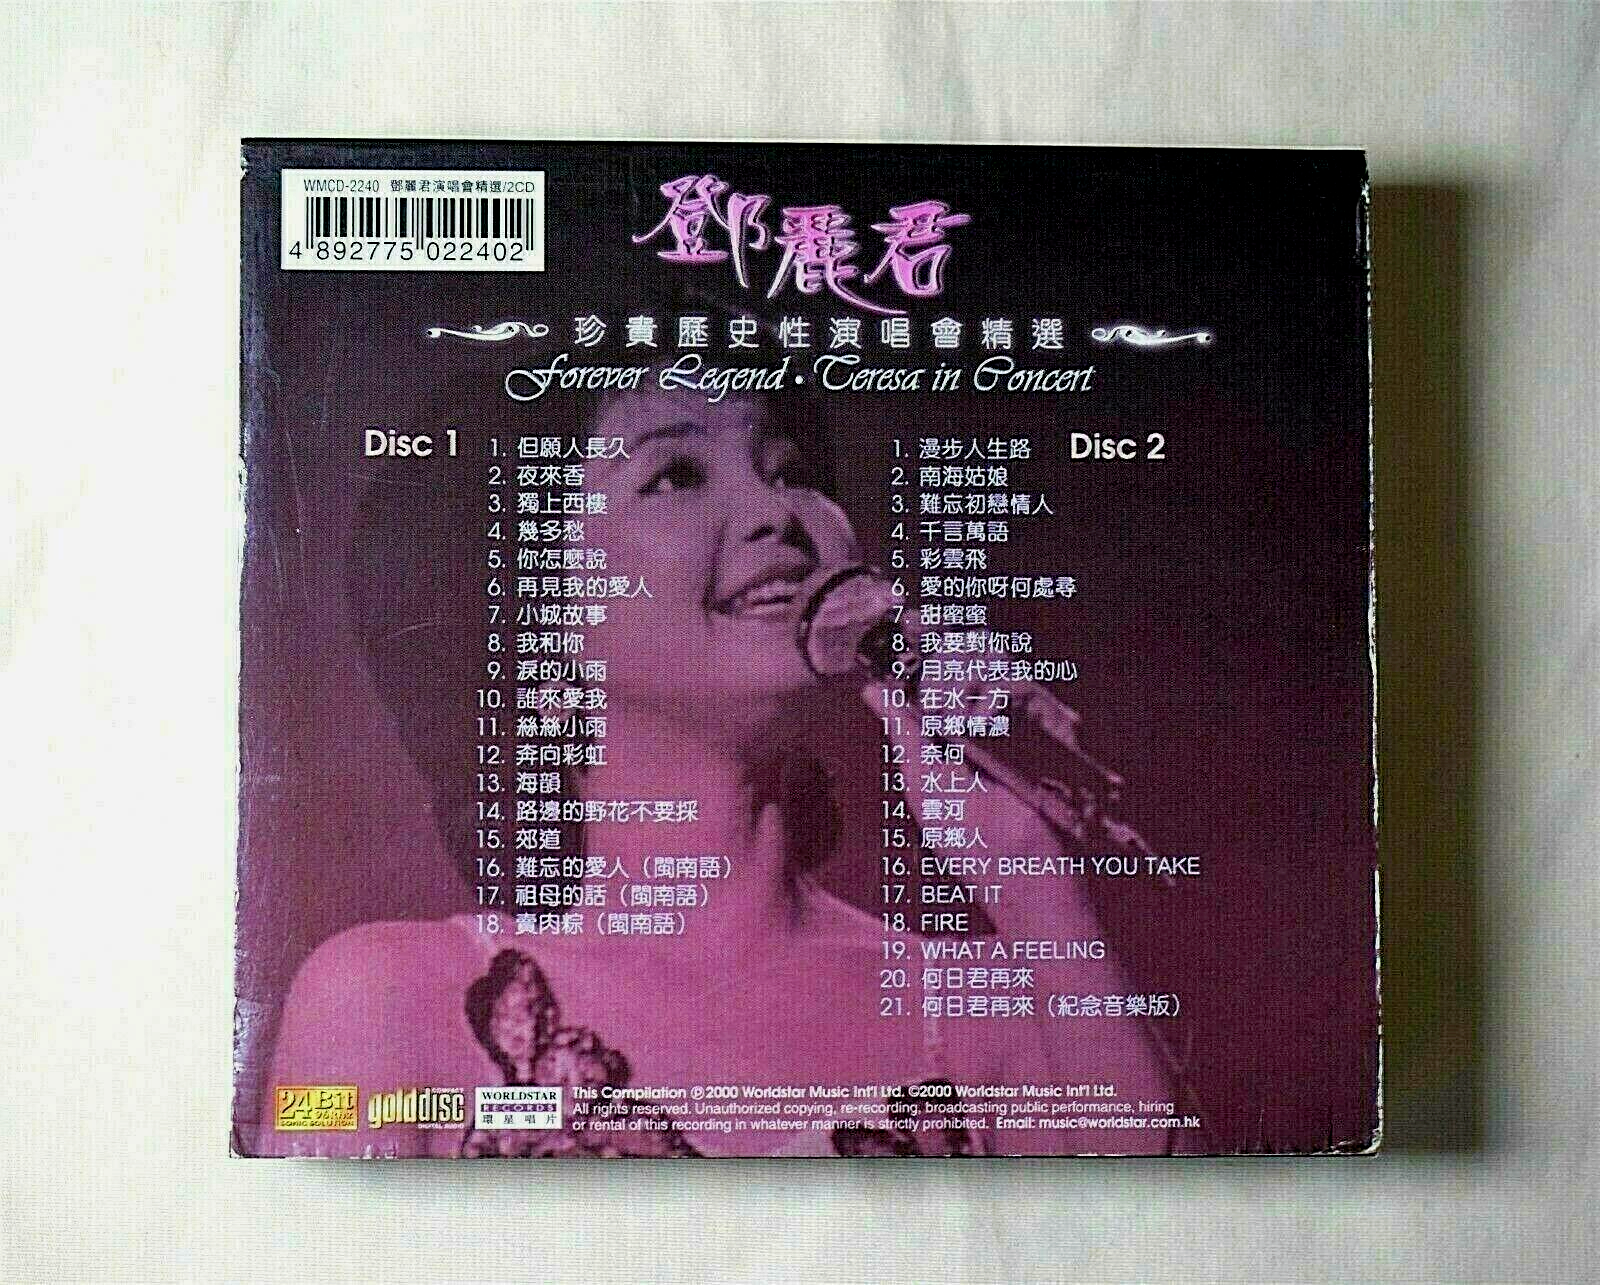 WMCD-2240 鄧麗君演唱會精選/2CD
4 892775 022402
鄧麗君
珍貴歷史性演唱會精選
Forever Legend • Teresa in Concert
Disc 1
1. 但願人長久
2. 夜來香
3. 獨上西樓
4. 幾多愁
5. 你怎麼說
6. 再見我的愛人
7. 小城故事
8. 我和你
9. 淚的小雨
10. 誰來愛我
11. 絲絲小雨
12. 奔向彩虹
13. 海韻
14. 路邊的野花不要採
15. 郊道
16. 難忘的愛人（閩南語）
17. 祖母的話（閩南語）
18. 賣肉粽（閩南語）
Disc 2
1. 漫步人生路
2. 南海姑娘
3. 難忘初戀情人
4. 千言萬語
5. 彩雲飛
6. 愛的你呀何處尋
7. 甜蜜蜜
8. 我要對你說
9. 月亮代表我的心
10. 在水一方
11. 原鄉情濃
12. 奈何
13. 水上人
14. 雲河
15. 原鄉人
16. EVERY BREATH YOU TAKE
17. BEAT IT
18. FIRE
19. WHAT A FEELING
20. 何日君再來
21. 何日君再來（紀念音樂版）
24 Bit
96kHz
SONIC SOLUTION
COMPACT
golddisc
DIGITAL AUDIO
WORLDSTAR
RECORDS
環星唱片
This Compilation ℗2000 Worldstar Music Int'l Ltd. ©2000 Worldstar Music Int'l Ltd.
All rights reserved. Unauthorized copying, re-recording, broadcasting public performance, hiring
or rental of this recording in whatever manner is strictly prohibited. Email: music@worldstar.com.hk